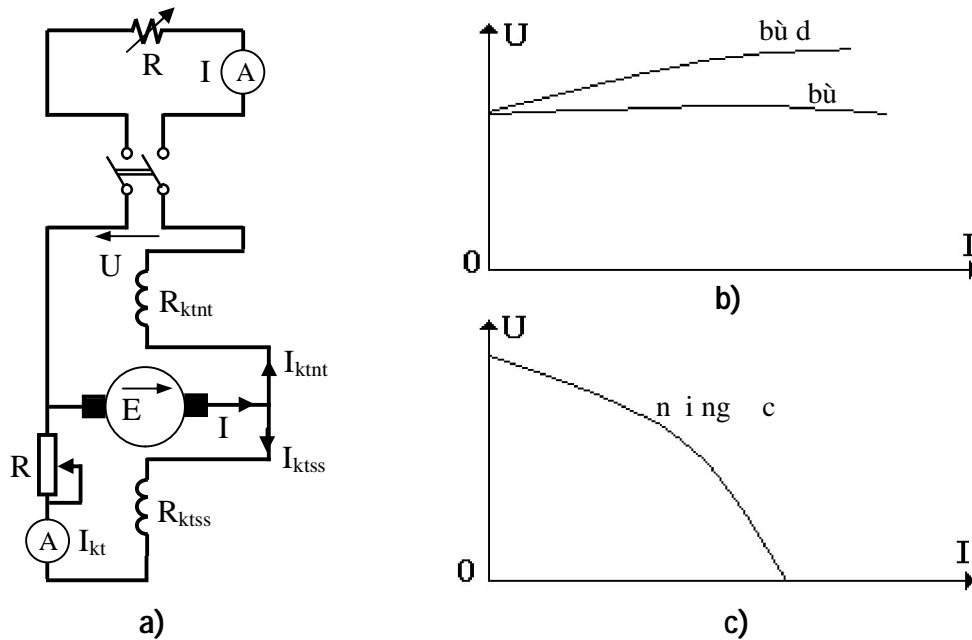 R
I
A
U
R_ktnt
I_ktnt
E
I
I_ktss
R
R_ktss
A
I_kt
a)
U
bù d
bù
0
I
b)
U
n i ng c
0
I
c)